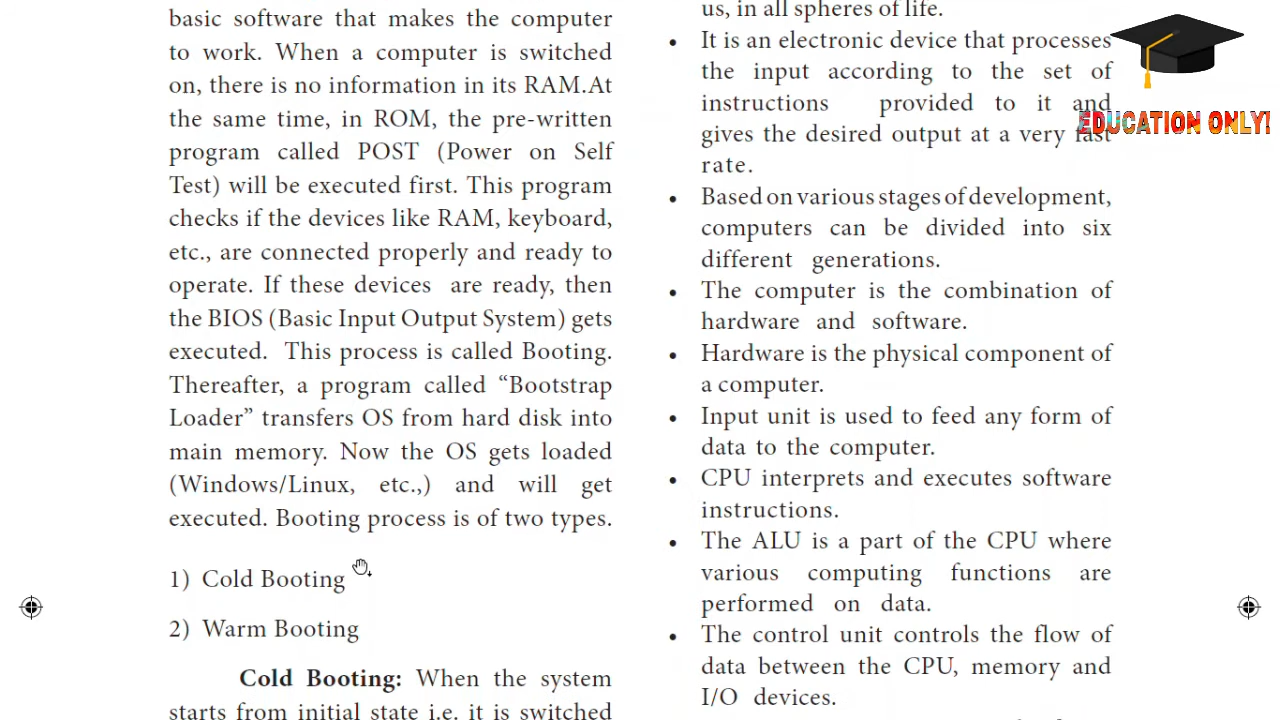 basic software that makes the computer
to work. When a computer is switched
on, there is no information in its RAM.At
the same time, in ROM, the pre-written
program called POST (Power on Self
Test) will be executed first. This program
checks if the devices like RAM, keyboard,
etc., are connected properly and ready to
operate. If these devices are ready, then
the BIOS (Basic Input Output System) gets
executed. This process is called Booting.
Thereafter, a program called “Bootstrap
Loader” transfers OS from hard disk into
main memory. Now the OS gets loaded
(Windows/Linux, etc.,) and will get
executed. Booting process is of two types.
1) Cold Booting
2) Warm Booting
Cold Booting: When the system
starts from initial state i.e. it is switched
us, in all spheres of life.
• It is an electronic device that processes
the input according to the set of
instructions provided to it and
gives the desired output at a very fast
rate.
• Based on various stages of development,
computers can be divided into six
different generations.
• The computer is the combination of
hardware and software.
• Hardware is the physical component of
a computer.
• Input unit is used to feed any form of
data to the computer.
• CPU interprets and executes software
instructions.
• The ALU is a part of the CPU where
various computing functions are
performed on data.
• The control unit controls the flow of
data between the CPU, memory and
I/O devices.
EDUCATION ONLY!